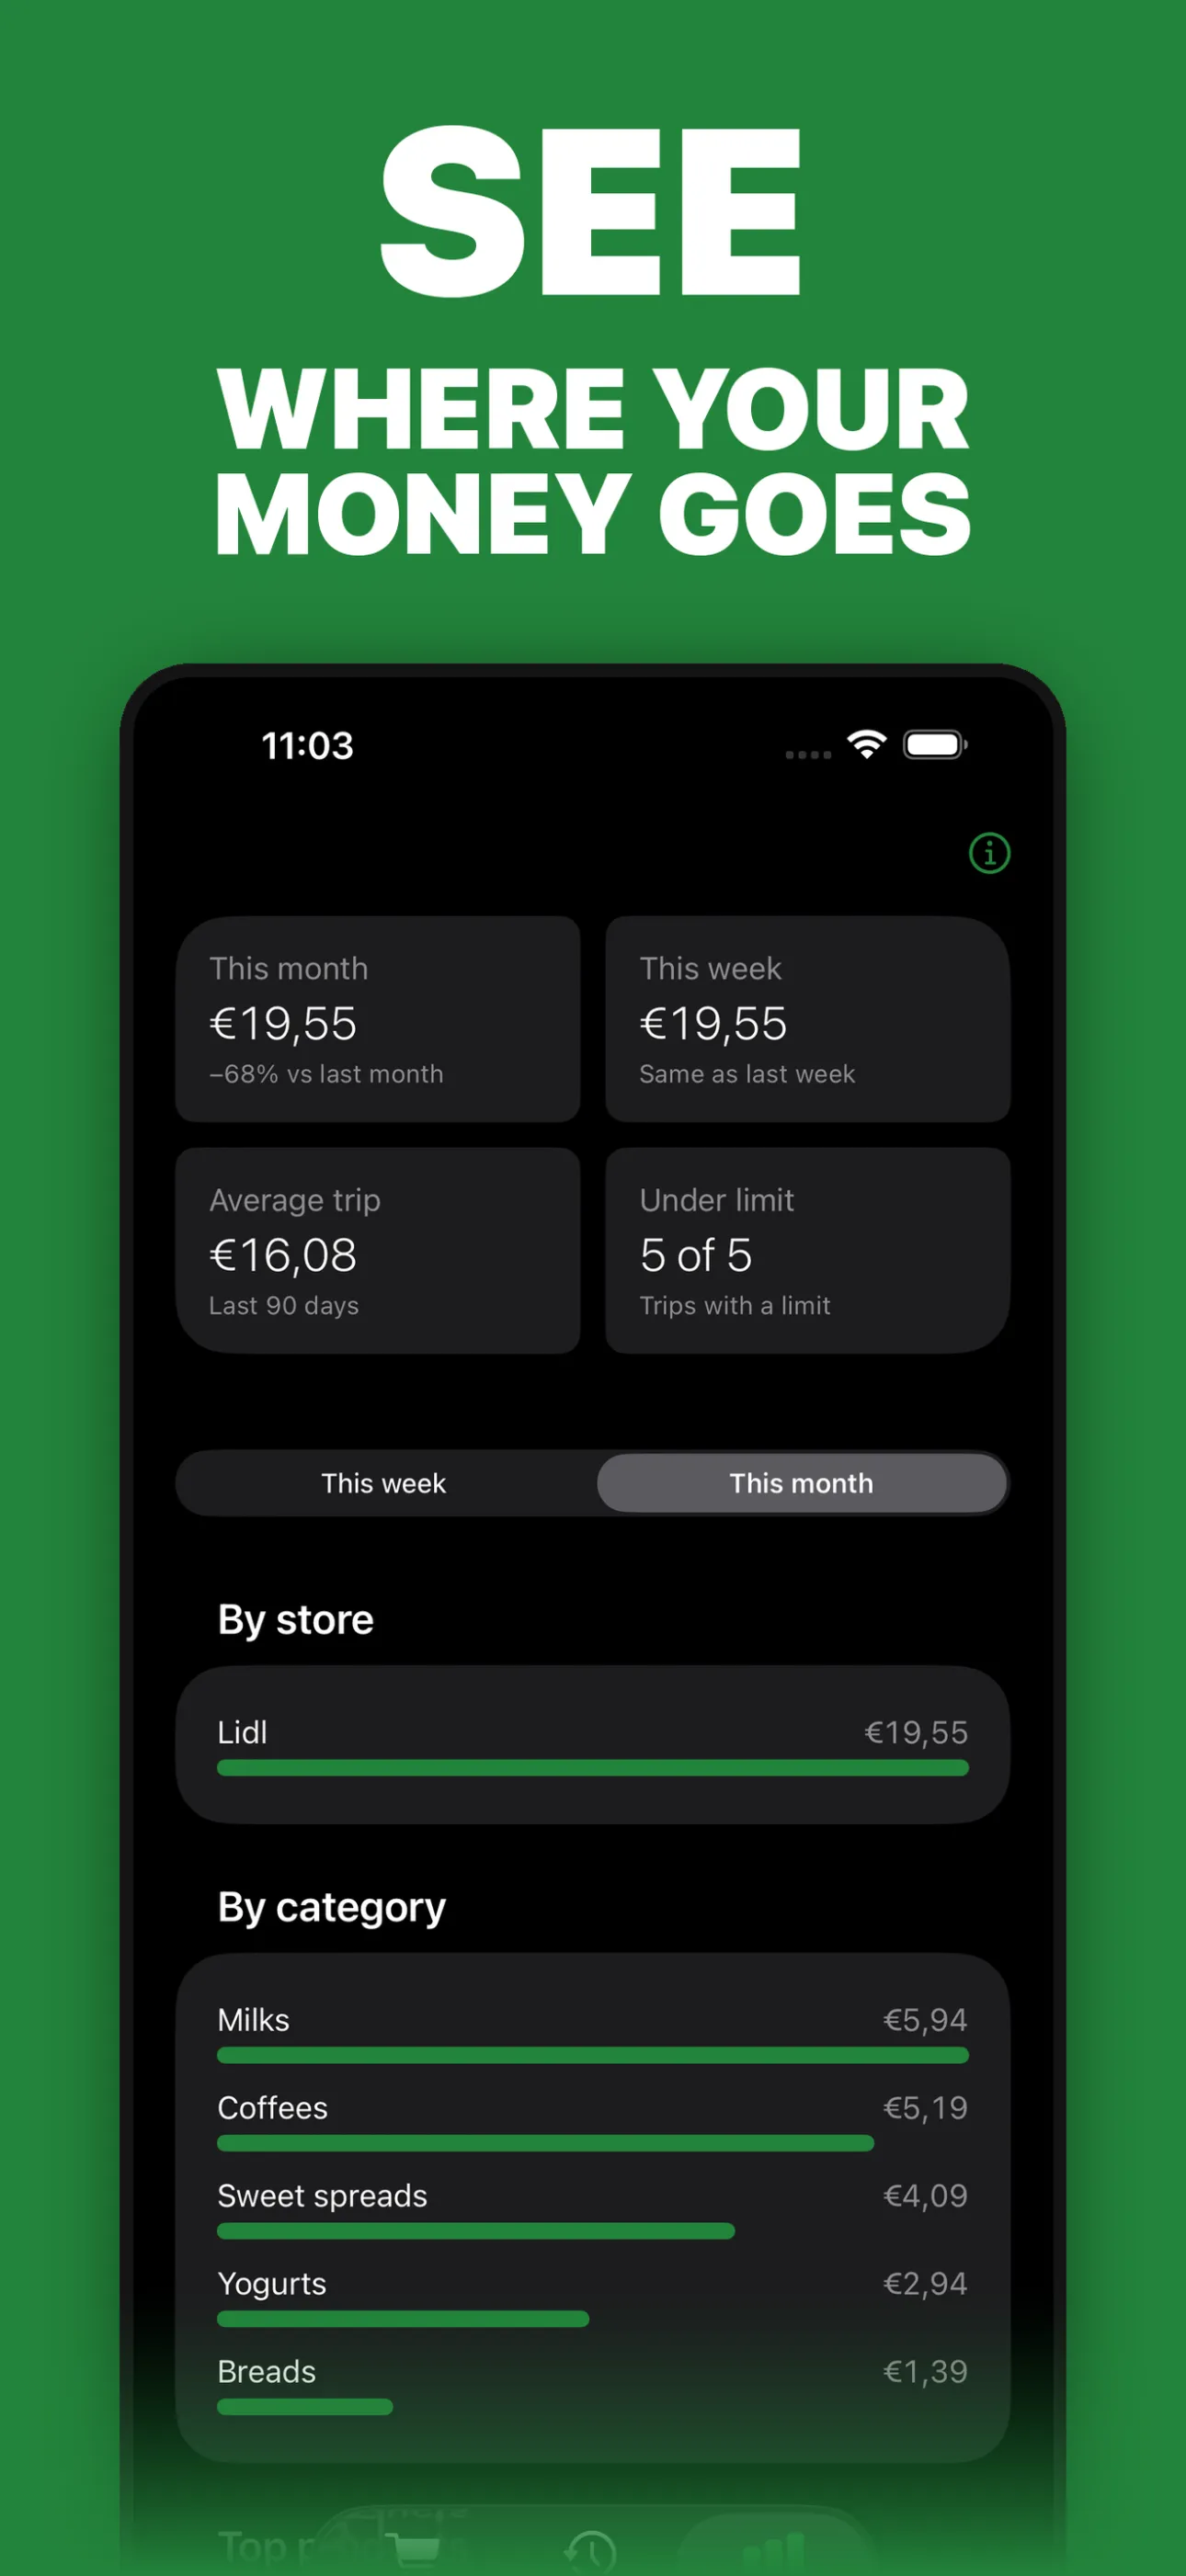 SEE
WHERE YOUR
MONEY GOES
11:03
This month
€19,55
−68% vs last month
This week
€19,55
Same as last week
Average trip
€16,08
Last 90 days
Under limit
5 of 5
Trips with a limit
This week
This month
By store
Lidl
€19,55
By category
Milks
€5,94
Coffees
€5,19
Sweet spreads
€4,09
Yogurts
€2,94
Breads
€1,39
Top